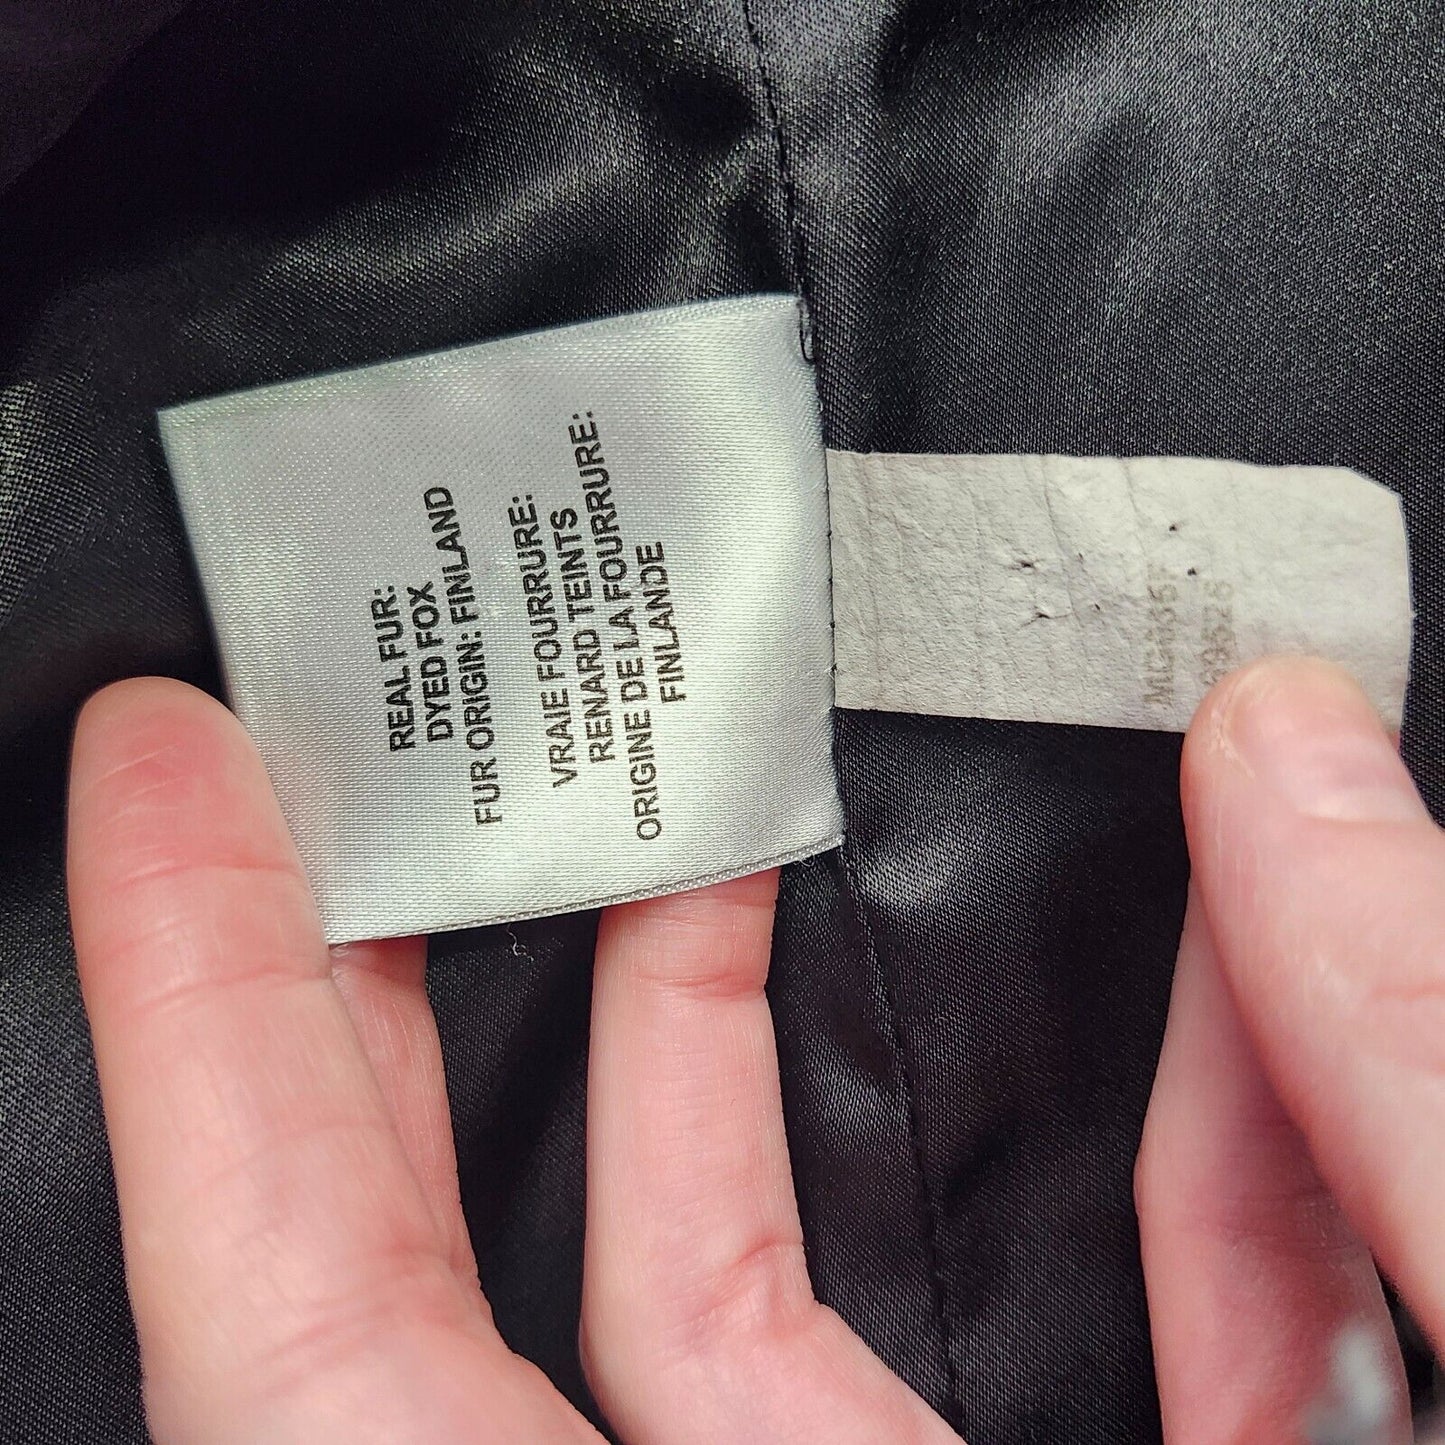 REAL FUR:
DYED FOX
FUR ORIGIN: FINLAND
VRAIE FOURRURE:
RENARD TEINTS
ORIGINE DE LA FOURRURE:
FINLANDE